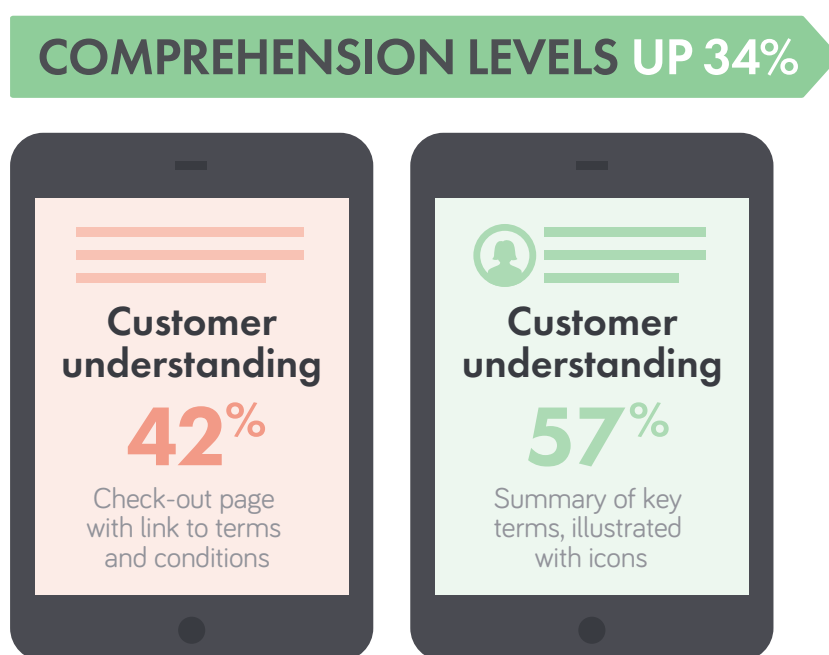 COMPREHENSION LEVELS UP 34%
Customer
understanding
42%
Check-out page
with link to terms
and conditions
Customer
understanding
57%
Summary of key
terms, illustrated
with icons